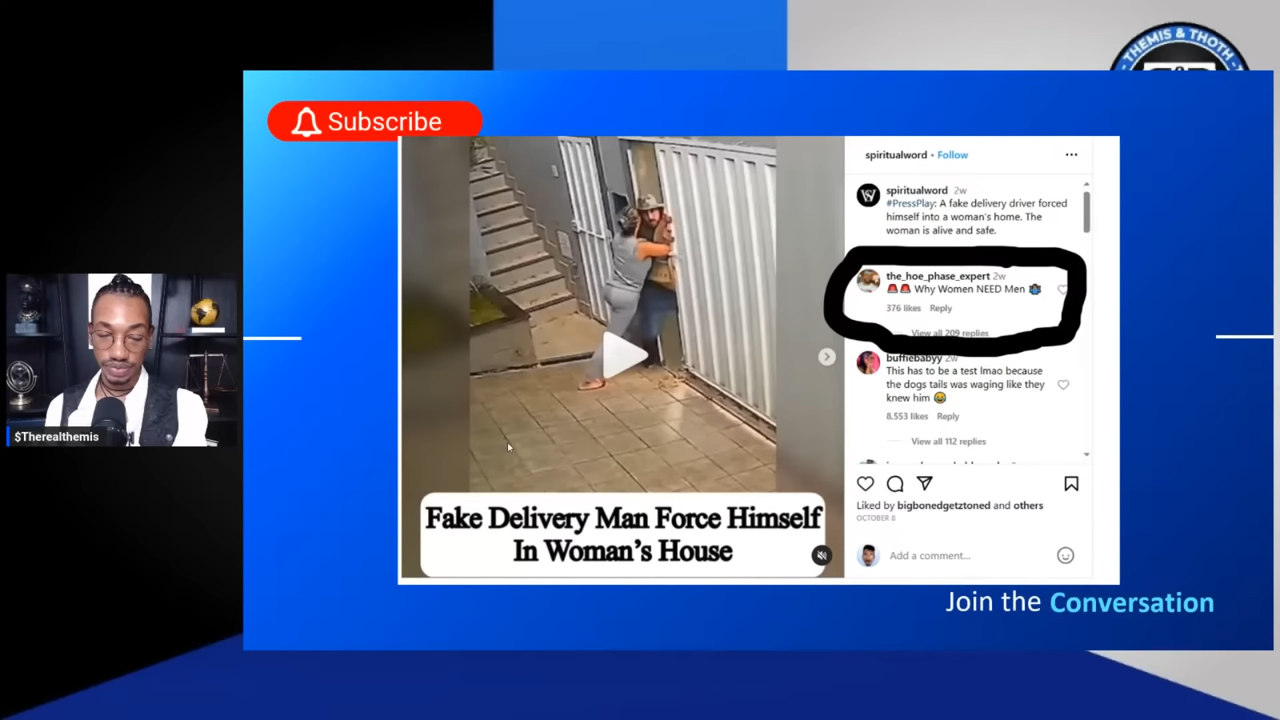 THEMIS & THOTH
Subscribe
spiritualword • Follow
spiritualword 2w
#PressPlay: A fake delivery driver forced
himself into a woman's home. The
woman is alive and safe.
the_hoe_phase_expert 2w
🚨🚨 Why Women NEED Men 🤷🏿‍♂️
376 likes Reply
View all 209 replies
buffiebabyy 2w
This has to be a test lmao because
the dogs tails was waging like they
knew him 😂
8,553 likes Reply
View all 112 replies
Liked by bigbonedgetztoned and others
OCTOBER 8
Add a comment...
Fake Delivery Man Force Himself
In Woman's House
$Therealthemis
Join the Conversation